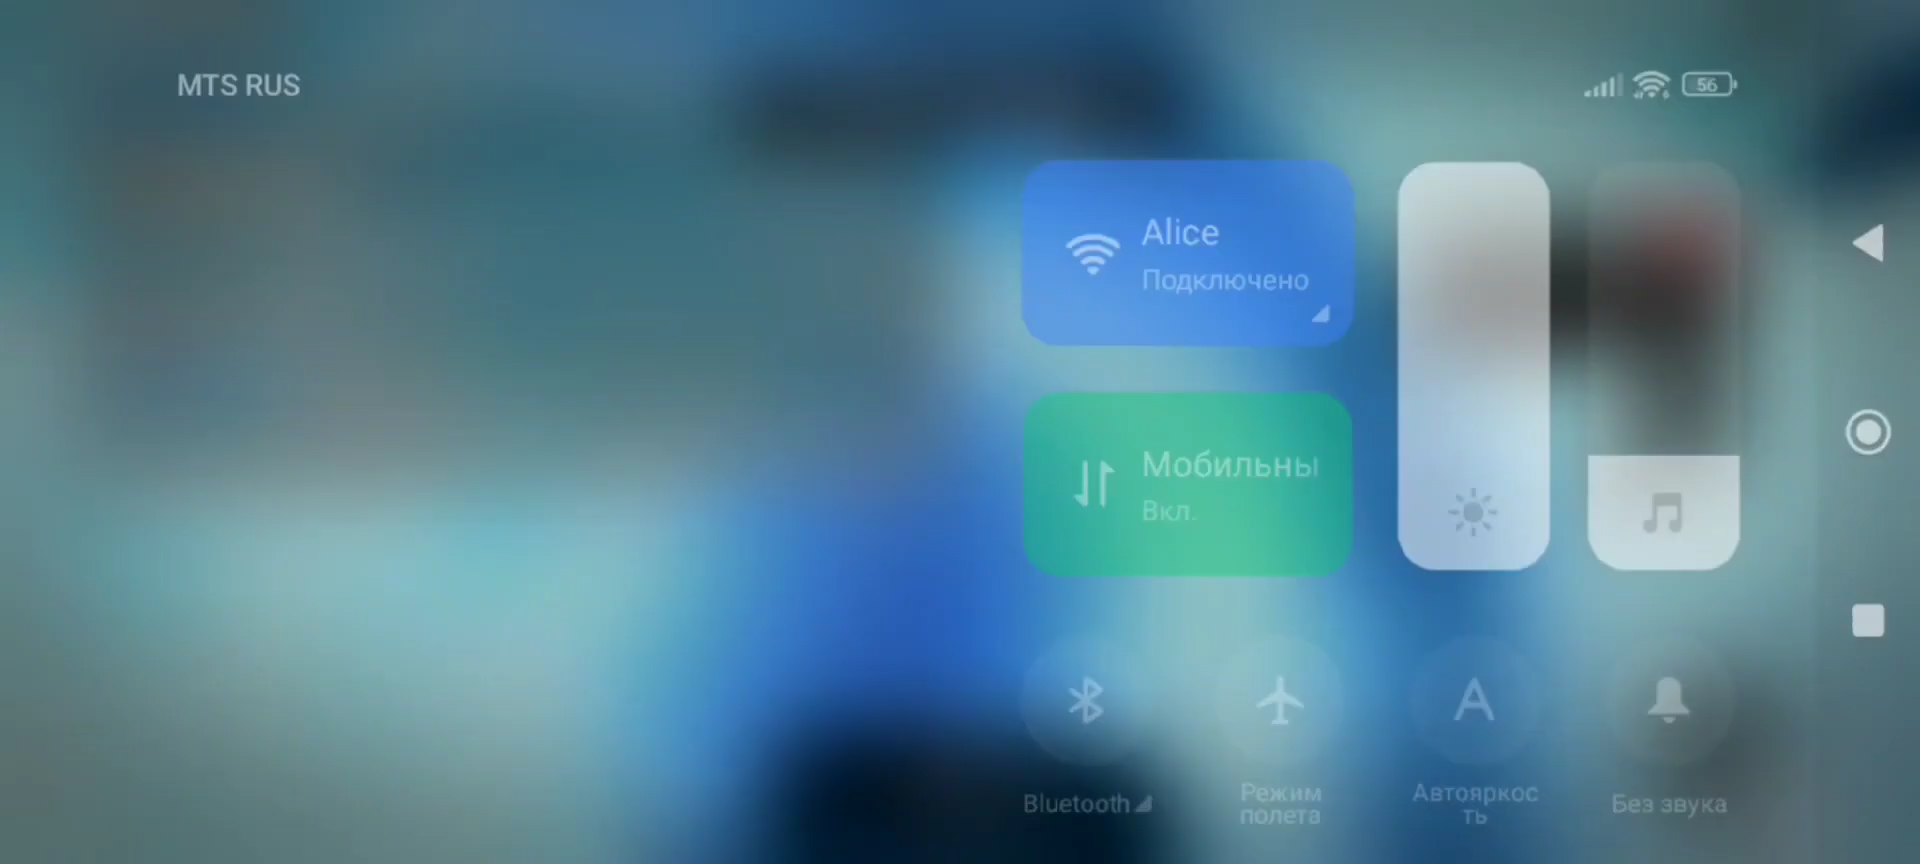 MTS RUS
56
Alice
Подключено
Мобильны
Вкл.
Bluetooth
Режим
полета
Автояркос
ть
Без звука